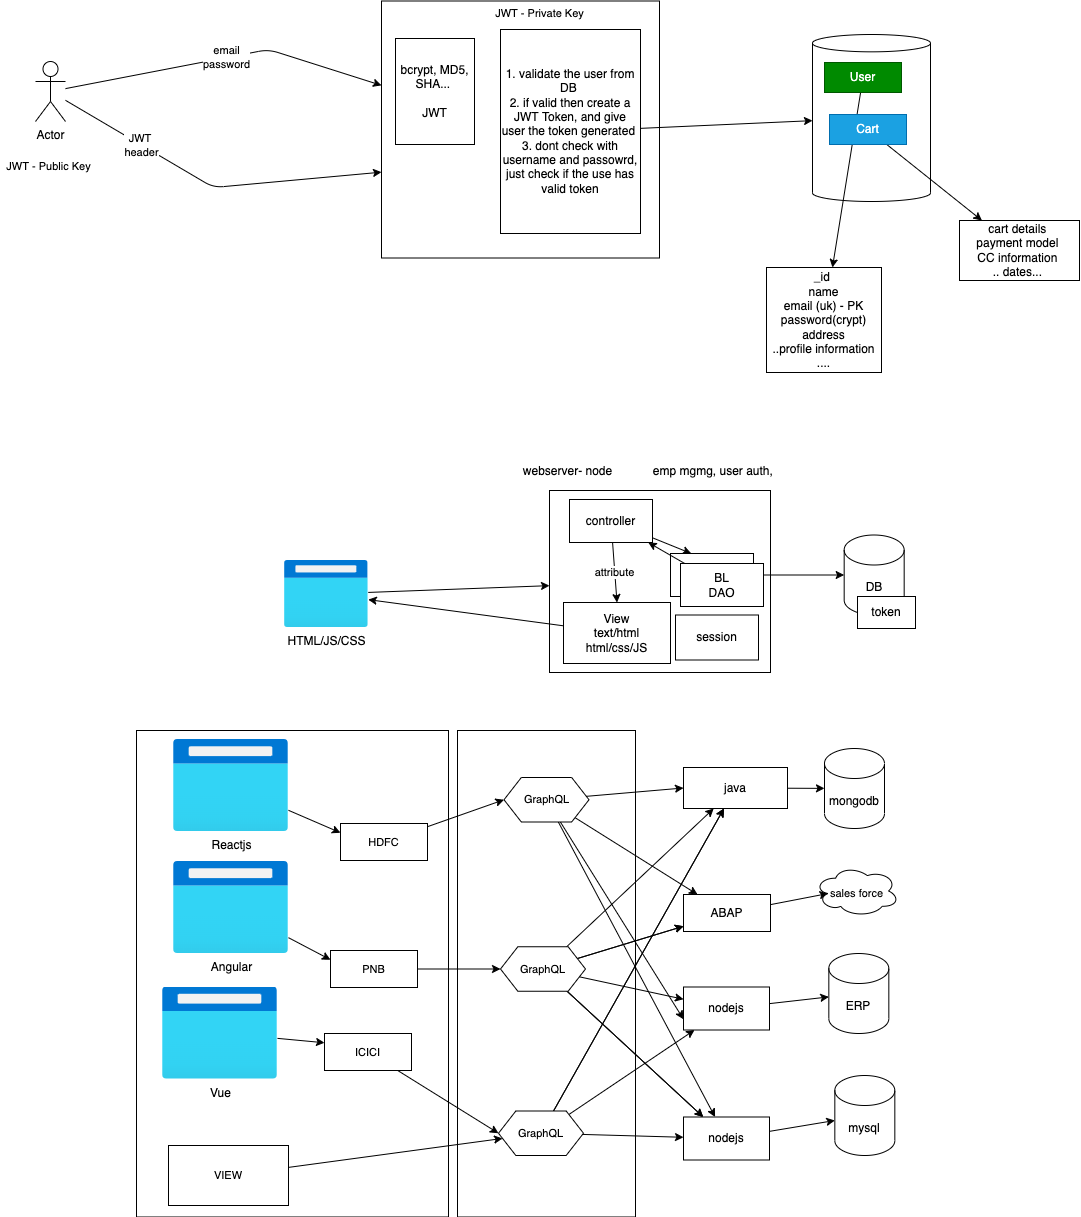 JWT - Private Key
email
password
bcrypt, MD5,
SHA...
JWT
1. validate the user from
DB
2. if valid then create a
JWT Token, and give
user the token generated
3. dont check with
username and passowrd,
just check if the use has
valid token
User
Cart
Actor
JWT
header
JWT - Public Key
cart details
payment model
CC information
.. dates...
_id
name
email (uk) - PK
password(crypt)
address
..profile information
....
webserver- node
emp mgmg, user auth,
controller
attribute
BL
DAO
DB
token
View
text/html
html/css/JS
session
HTML/JS/CSS
Reactjs
HDFC
GraphQL
java
mongodb
Angular
PNB
GraphQL
ABAP
sales force
nodejs
ERP
Vue
ICICI
GraphQL
nodejs
mysql
VIEW